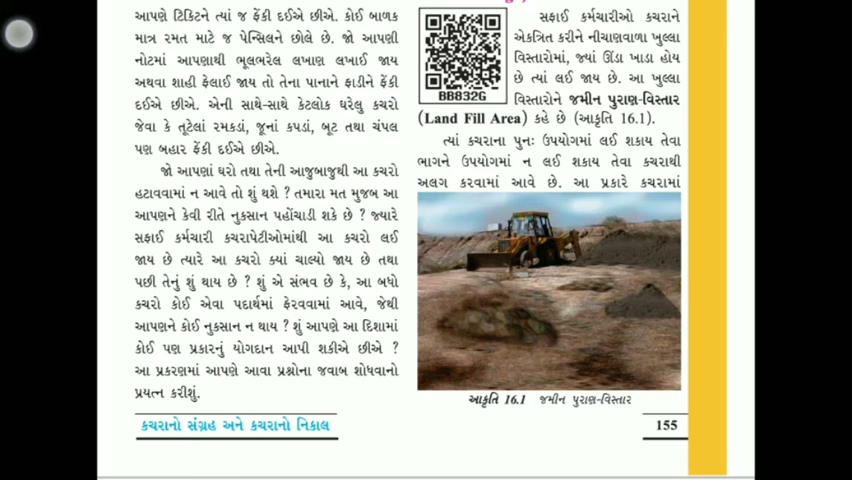 આપણે ટિકિટને ત્યાં જ ફેંકી દઈએ છીએ. કોઈ બાળક
માત્ર રમત માટે જ પેન્સિલને છોલે છે. જો આપણી
નોટમાં આપણાથી ભૂલભરેલ લખાણ લખાઈ જાય
અથવા શાહી ફેલાઈ જાય તો તેના પાનાને ફાડીને ફેંકી
દઈએ છીએ. એની સાથે-સાથે કેટલોક ઘરેલુ કચરો
જેવા કે તૂટેલાં રમકડાં, જૂનાં કપડાં, બૂટ તથા ચંપલ
પણ બહાર ફેંકી દઈએ છીએ.
જો આપણાં ઘરો તથા તેની આજુબાજુથી આ કચરો
હટાવવામાં ન આવે તો શું થશે ? તમારા મત મુજબ આ
આપણને કેવી રીતે નુકસાન પહોંચાડી શકે છે ? જ્યારે
સફાઈ કર્મચારી કચરાપેટીઓમાંથી આ કચરો લઈ
જાય છે ત્યારે આ કચરો ક્યાં ચાલ્યો જાય છે તથા
પછી તેનું શું થાય છે ? શું એ સંભવ છે કે, આ બધો
કચરો કોઈ એવા પદાર્થમાં ફેરવવામાં આવે, જેથી
આપણને કોઈ નુકસાન ન થાય ? શું આપણે આ દિશામાં
કોઈ પણ પ્રકારનું યોગદાન આપી શકીએ છીએ ?
આ પ્રકરણમાં આપણે આવા પ્રશ્નોના જવાબ શોધવાનો
પ્રયત્ન કરીશું.
BB832G
સફાઈ કર્મચારીઓ કચરાને
એકત્રિત કરીને નીચાણવાળા ખુલ્લા
વિસ્તારોમાં, જ્યાં ઊંડા ખાડા હોય
છે ત્યાં લઈ જાય છે. આ ખુલ્લા
વિસ્તારોને જમીન પુરાણ-વિસ્તાર
(Land Fill Area) કહે છે (આકૃતિ 16.1).
ત્યાં કચરાના પુનઃ ઉપયોગમાં લઈ શકાય તેવા
ભાગને ઉપયોગમાં ન લઈ શકાય તેવા કચરાથી
અલગ કરવામાં આવે છે. આ પ્રકારે કચરામાં
આકૃતિ 16.1 જમીન પુરાણ-વિસ્તાર
કચરાનો સંગ્રહ અને કચરાનો નિકાલ
155